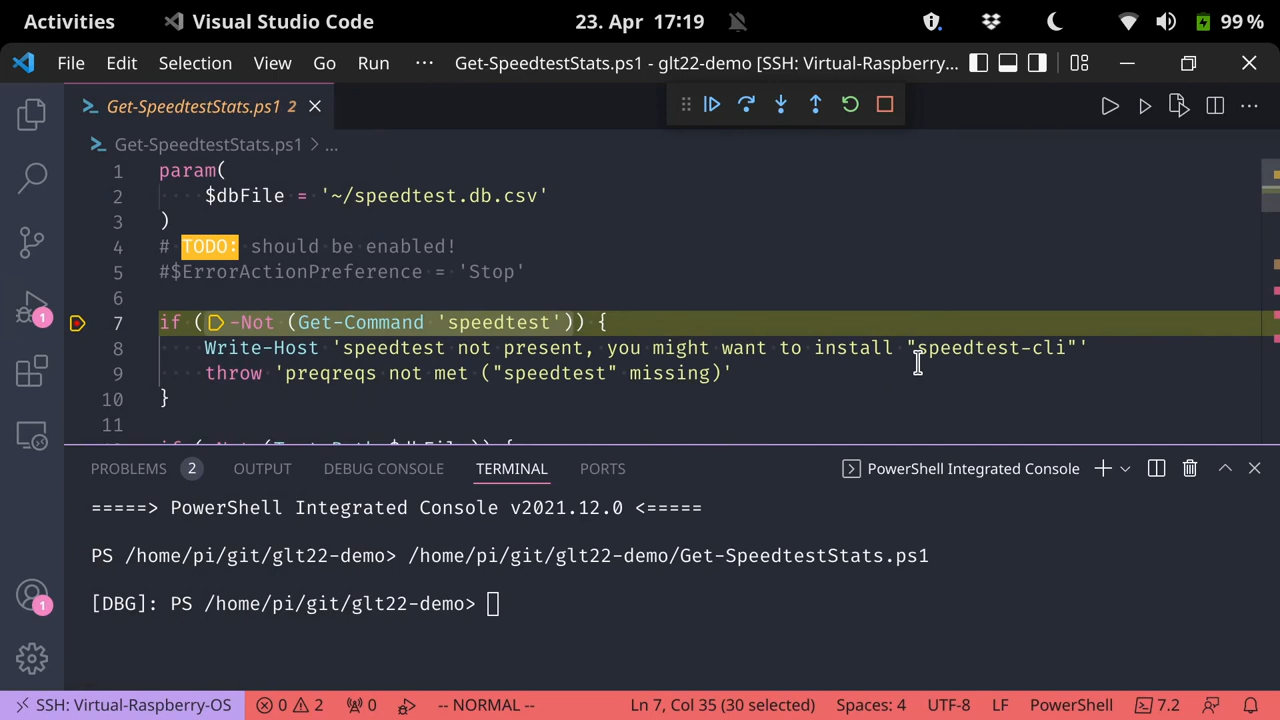 Activities Visual Studio Code 23. Apr 17:19 99 %
File Edit Selection View Go Run ··· Get-SpeedtestStats.ps1 - glt22-demo [SSH: Virtual-Raspberry...
Get-SpeedtestStats.ps1 2
Get-SpeedtestStats.ps1 > ...
1 param(
2 $dbFile = '~/speedtest.db.csv'
3 )
4 # TODO: should be enabled!
5 #$ErrorActionPreference = 'Stop'
6
7 if (-Not (Get-Command 'speedtest')) {
8 Write-Host 'speedtest not present, you might want to install "speedtest-cli"'
9 throw 'preqreqs not met ("speedtest" missing)'
10 }
11
PROBLEMS 2 OUTPUT DEBUG CONSOLE TERMINAL PORTS PowerShell Integrated Console
=====> PowerShell Integrated Console v2021.12.0 <=====
PS /home/pi/git/glt22-demo> /home/pi/git/glt22-demo/Get-SpeedtestStats.ps1
[DBG]: PS /home/pi/git/glt22-demo>
1
1
SSH: Virtual-Raspberry-OS 0 2 0 -- NORMAL -- Ln 7, Col 35 (30 selected) Spaces: 4 UTF-8 LF PowerShell 7.2